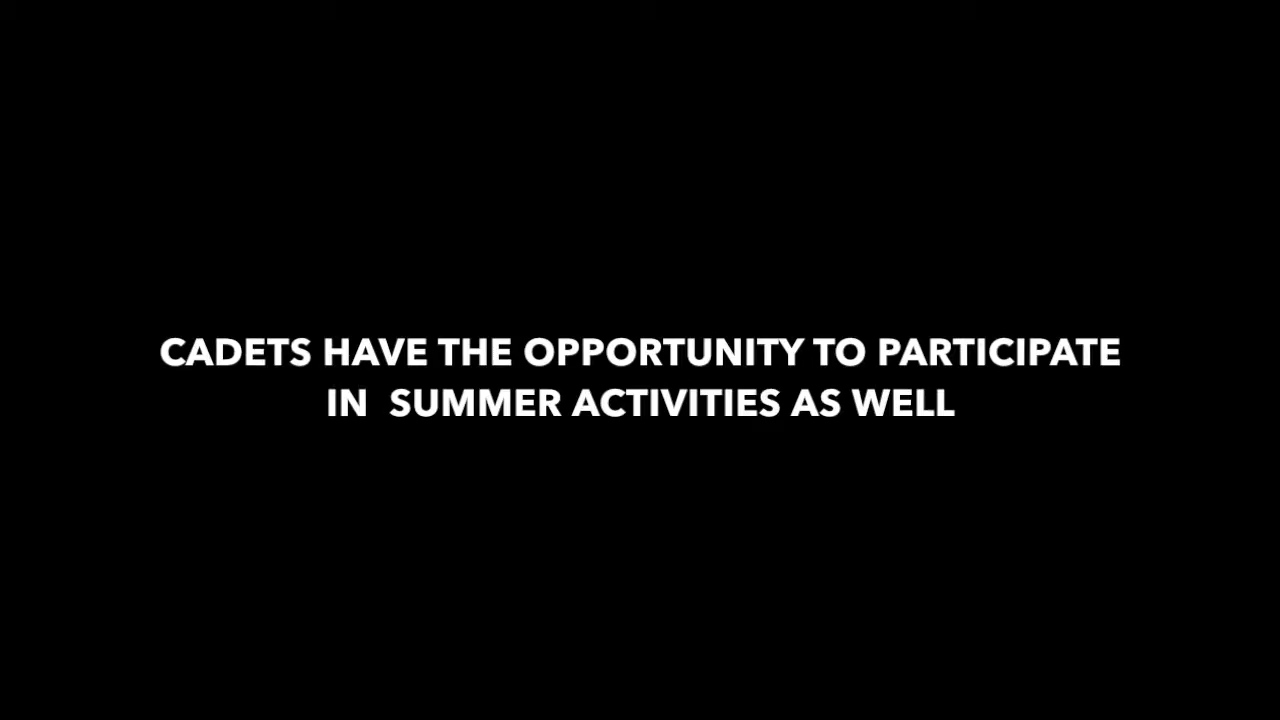 CADETS HAVE THE OPPORTUNITY TO PARTICIPATE
IN  SUMMER ACTIVITIES AS WELL